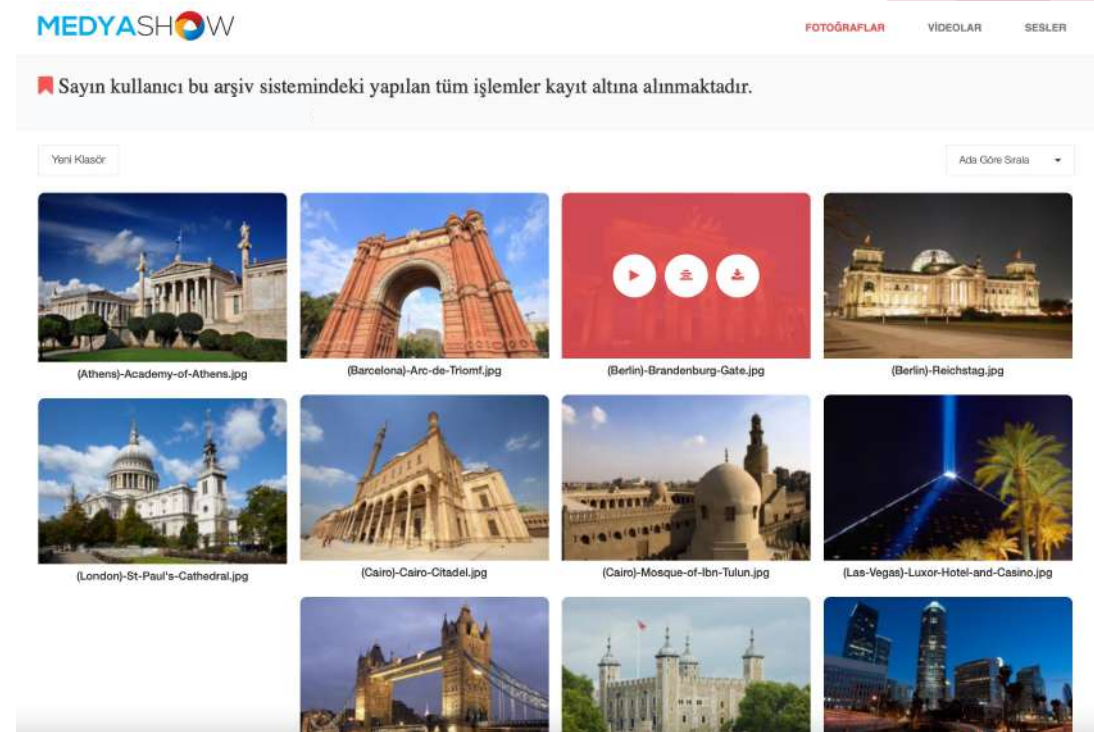 MEDYASHOW
FOTOĞRAFLAR VİDEOLAR SESLER
Sayın kullanıcı bu arşiv sistemindeki yapılan tüm işlemler kayıt altına alınmaktadır.
Yeni Klasör
Ada Göre Sırala
(Athens)-Academy-of-Athens.jpg
(Barcelona)-Arc-de-Triomf.jpg
(Berlin)-Brandenburg-Gate.jpg
(Berlin)-Reichstag.jpg
(London)-St-Paul's-Cathedral.jpg
(Cairo)-Cairo-Citadel.jpg
(Cairo)-Mosque-of-Ibn-Tulun.jpg
(Las-Vegas)-Luxor-Hotel-and-Casino.jpg